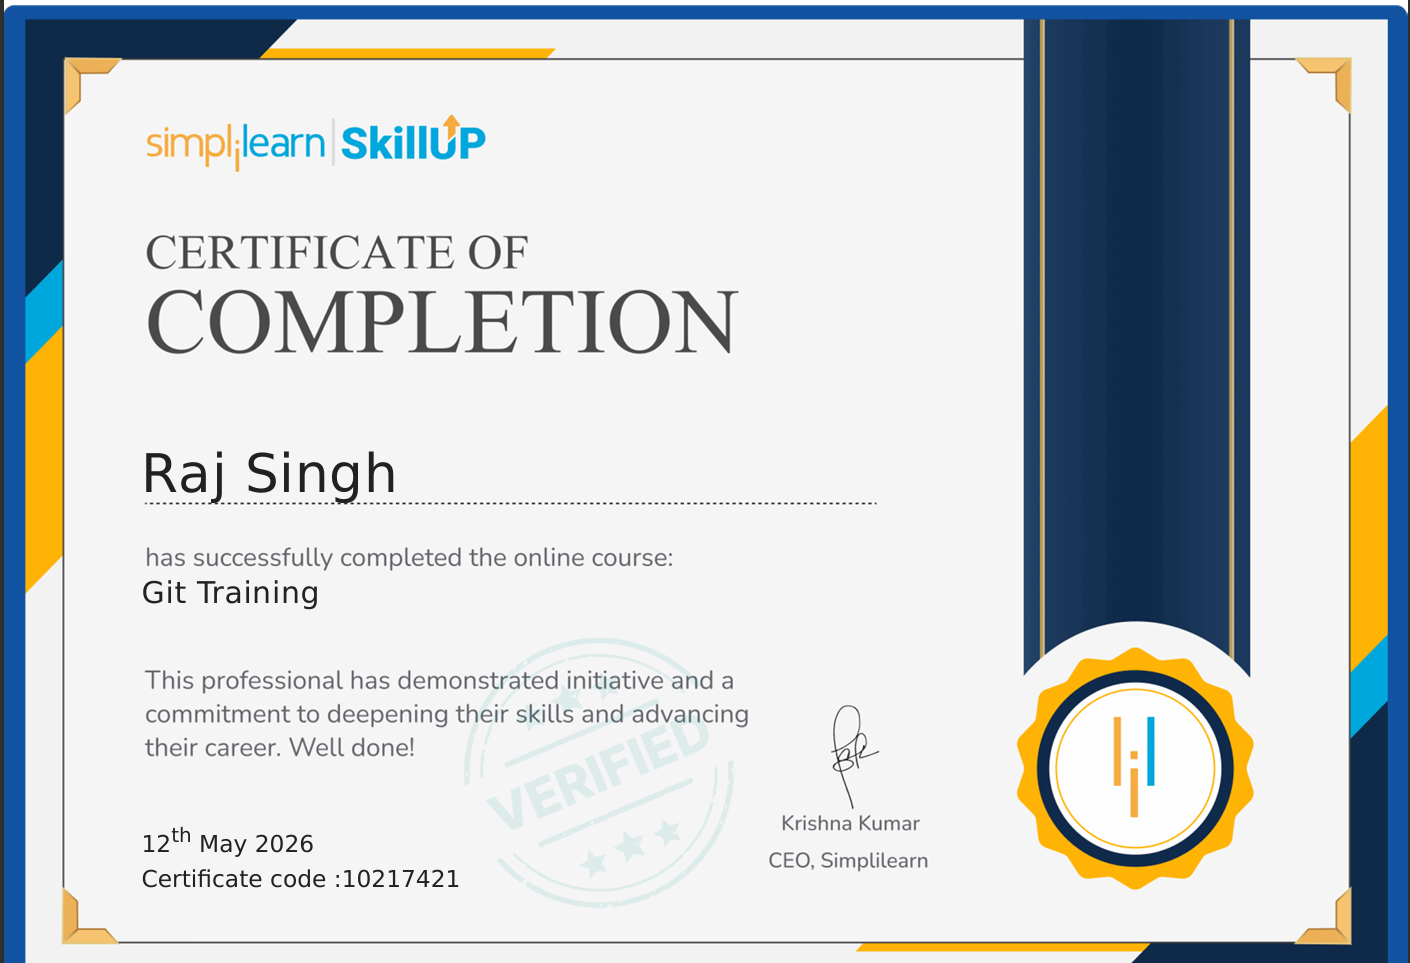 simplilearn | SkillUP
CERTIFICATE OF
COMPLETION
Raj Singh
has successfully completed the online course:
Git Training
This professional has demonstrated initiative and a
commitment to deepening their skills and advancing
their career. Well done!
VERIFIED
12th May 2026
Certificate code :10217421
Krishna Kumar
CEO, Simplilearn